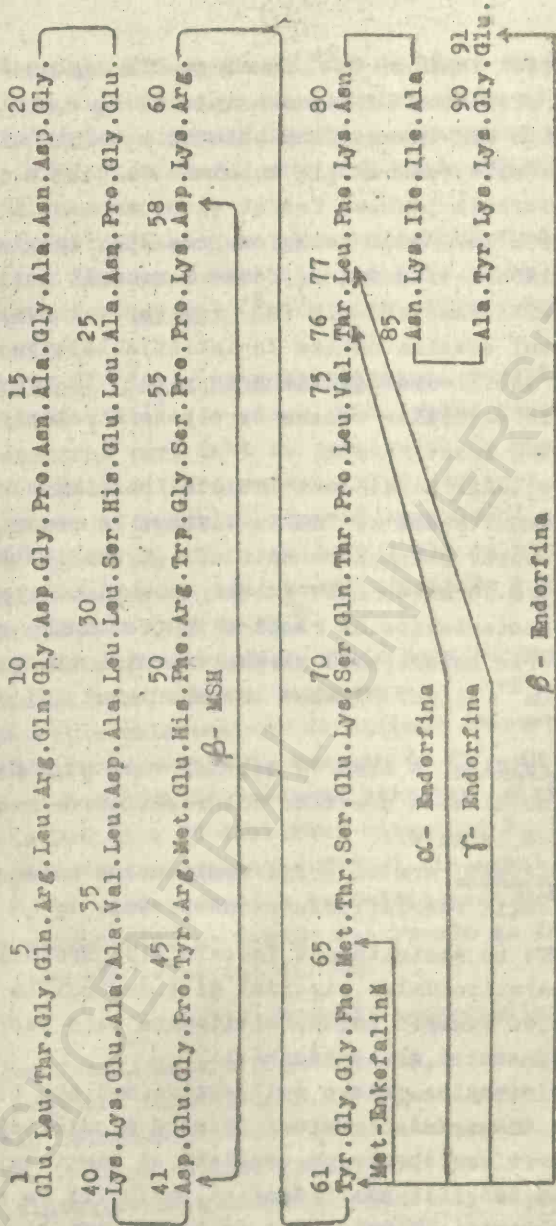 1 5 10 15 20
Glu.Leu.Thr.Gly.Gln.Arg.Leu.Arg.Gln.Gly.Asp.Gly.Pro.Asn.Ala.Gly.Ala.Asn.Asp.Gly
40 35 30 25
Lys.Lys.Glu.Ala.Ala.Val.Leu.Asp.Ala.Leu.Leu.Ser.His.Glu.Leu.Ala.Asp.Pro.Gly.Glu
41 45 50 55 58 60
Asp.Glu.Gly.Pro.Tyr.Arg.Met.Glu.His.Phe.Arg.Trp.Gly.Ser.Pro.Pro.Lys.Asp.Lys.Arg
β- MSH
61 65 70 75 76 77 80
Tyr.Gly.Gly.Phe.Met.Thr.Ser.Glu.Lys.Ser.Gln.Thr.Pro.Leu.Val.Thr.Leu.Phe.Lys.Asn
Met-EnkefalinA
85
Asn.Lys.Ile.Ile.Ala
α- Endorfina
90 91
Ala.Tyr.Lys.Lys.Gly.Glu.
γ- Endorfina
β- Endorfina
CENTRAL UNIVERS